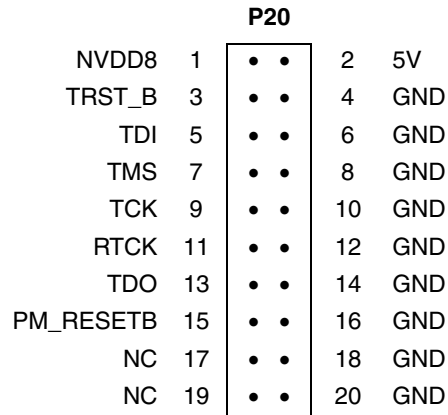 P20
NVDD8 1 2 5V
TRST_B 3 4 GND
TDI 5 6 GND
TMS 7 8 GND
TCK 9 10 GND
RTCK 11 12 GND
TDO 13 14 GND
PM_RESETB 15 16 GND
NC 17 18 GND
NC 19 20 GND